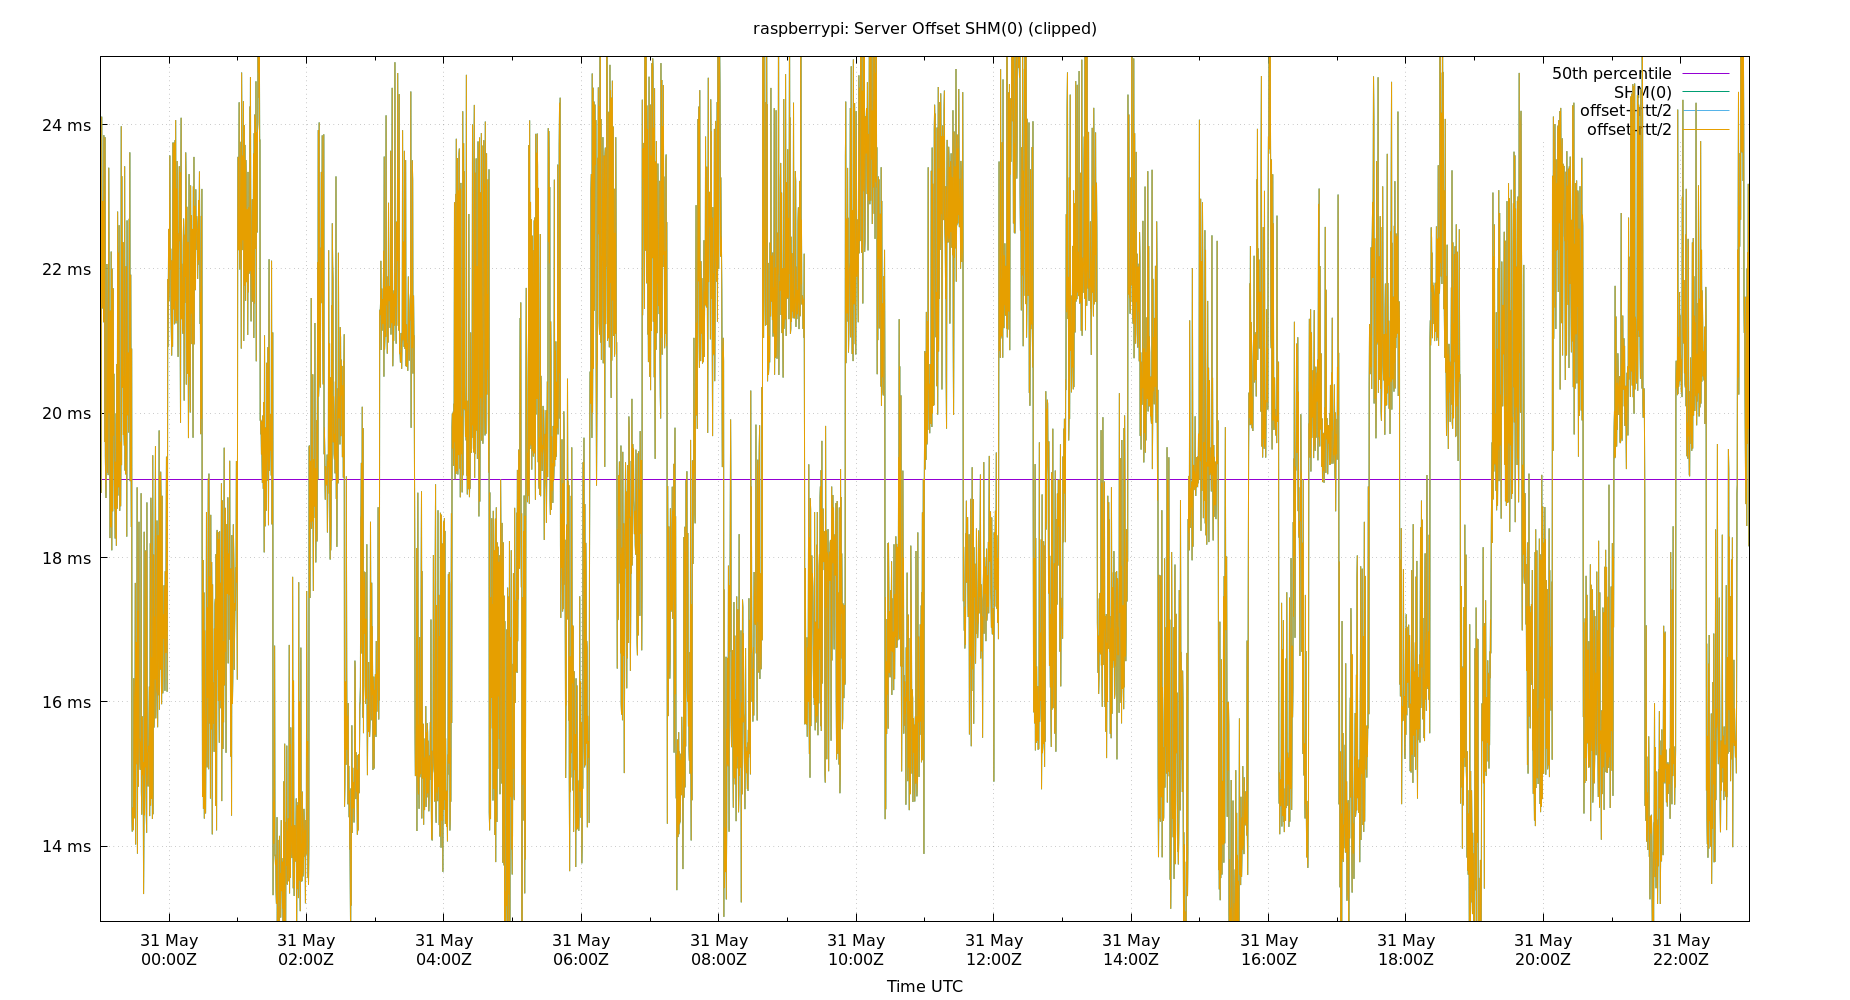 raspberrypi: Server Offset SHM(0) (clipped)
50th percentile
SHM(0)
offset+rtt/2
offset-rtt/2
24 ms
22 ms
20 ms
18 ms
16 ms
14 ms
31 May 31 May 31 May 31 May 31 May 31 May 31 May 31 May 31 May 31 May 31 May 31 May
00:00Z 02:00Z 04:00Z 06:00Z 08:00Z 10:00Z 12:00Z 14:00Z 16:00Z 18:00Z 20:00Z 22:00Z
Time UTC